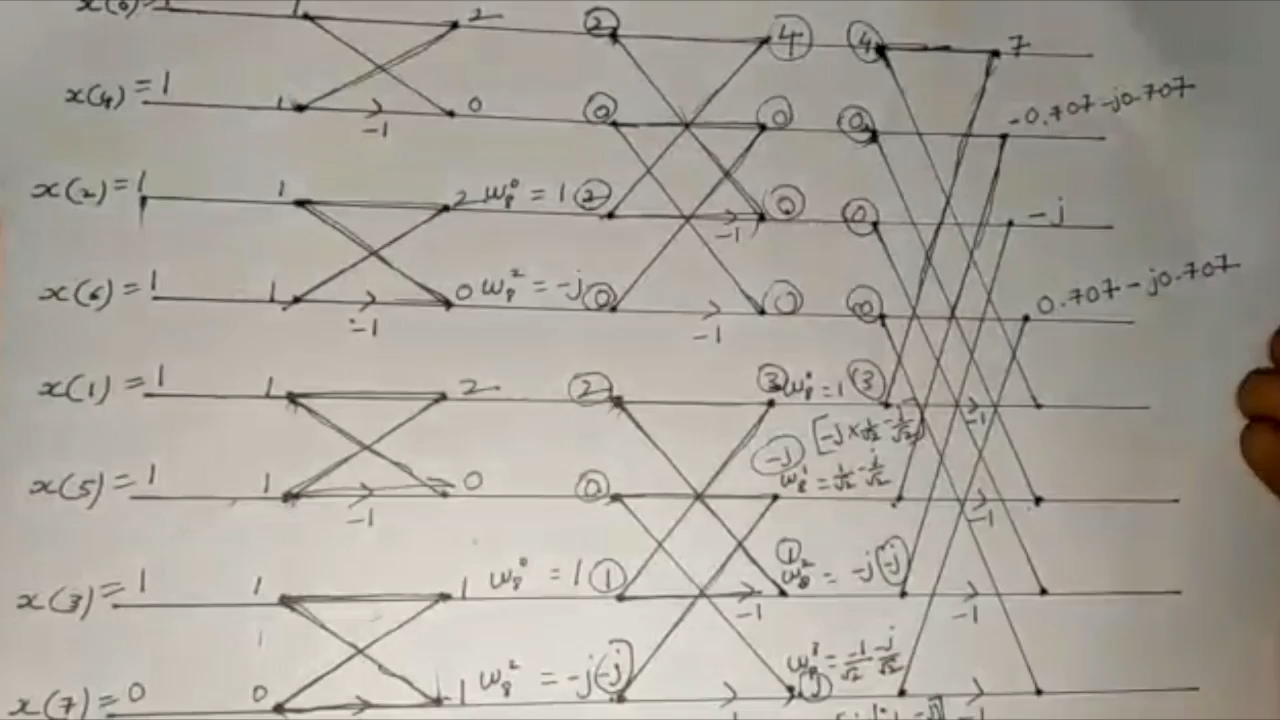 x(0)=1 1 2 ② ④ ④ 7
x(4)=1 1 -1 0 ⓪ ⓪ ⓪ -0.707-j0.707
x(2)=1 1 2 w₈⁰ = 1 ② -1 ⓪ ⓪ -j
x(6)=1 1 -1 0 w₈² = -j ⓪ -1 ⓪ ⓪ 0.707-j0.707
x(1)=1 1 2 ② ③ w₈⁰=1 ③ -1
[-j×1/√2-1/√2]
x(5)=1 1 -1 0 ⓪ (-j) w₈¹=1/√2-j/√2 -1
x(3)=1 1 1 w₈⁰ = 1 ① -1 ① w₈² = -j (-j) -1
x(7)=0 0 -1 w₈² = -j (-j) -1 (j) w₈³=-1/√2-j/√2 -1